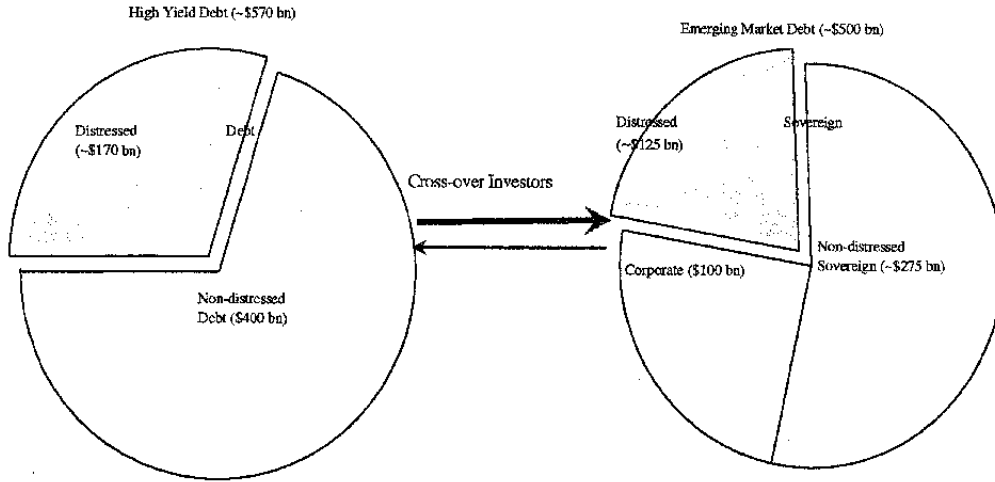 High Yield Debt (~$570 bn)
Emerging Market Debt (~$500 bn)
Distressed Debt
(~$170 bn)
Distressed Sovereign
(~$125 bn)
Cross-over Investors
Non-distressed
Sovereign (~$275 bn)
Corporate ($100 bn)
Non-distressed
Debt ($400 bn)